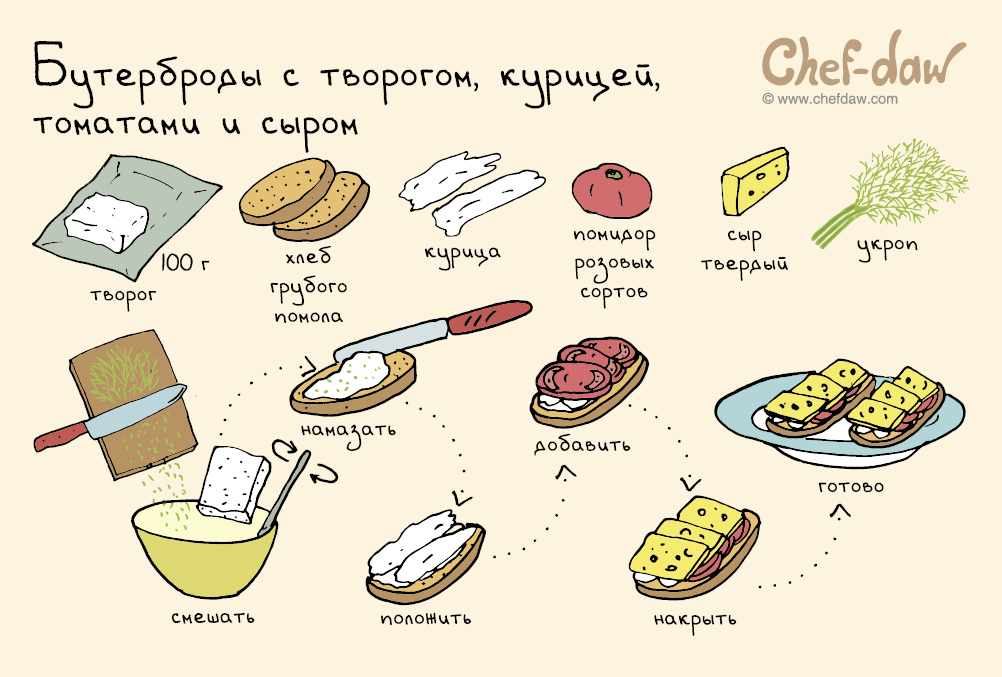 Бутерброды с творогом, курицей,
томатами и сыром
Chef-daw
© www.chefdaw.com
100 г
творог
хлеб
грубого
помола
курица
помидор
розовых
сортов
сыр
твердый
укроп
намазать
добавить
готово
смешать
положить
накрыть